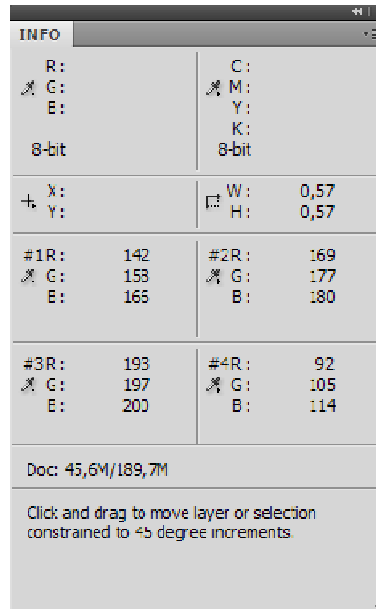 INFO
R: C:
G: M:
B: Y:
K:
8-bit 8-bit
X: W: 0,57
Y: H: 0,57
#1R: 142 #2R: 169
G: 153 G: 177
B: 165 B: 180
#3R: 193 #4R: 92
G: 197 G: 105
B: 200 B: 114
Doc: 45,6M/189,7M
Click and drag to move layer or selection
constrained to 45 degree increments.